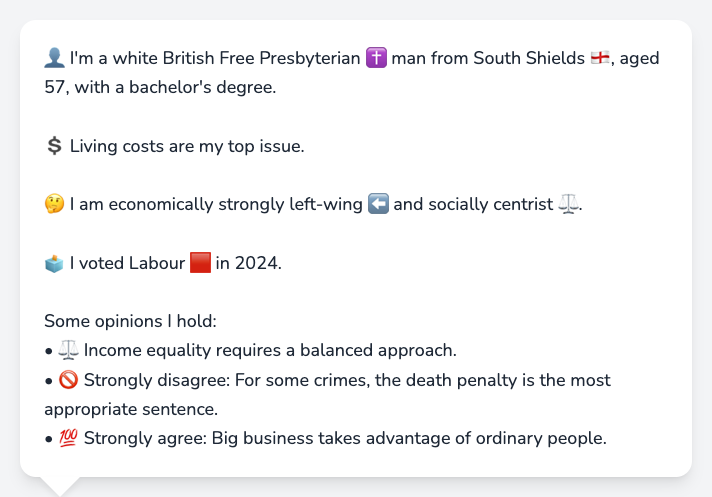 👤 I'm a white British Free Presbyterian ✝️ man from South Shields 🏴󠁧󠁢󠁥󠁮󠁧󠁿, aged
57, with a bachelor's degree.
💲 Living costs are my top issue.
🤔 I am economically strongly left-wing ⬅️ and socially centrist ⚖️.
🗳️ I voted Labour 🟥 in 2024.
Some opinions I hold:
• ⚖️ Income equality requires a balanced approach.
• 🚫 Strongly disagree: For some crimes, the death penalty is the most
appropriate sentence.
• 💯 Strongly agree: Big business takes advantage of ordinary people.